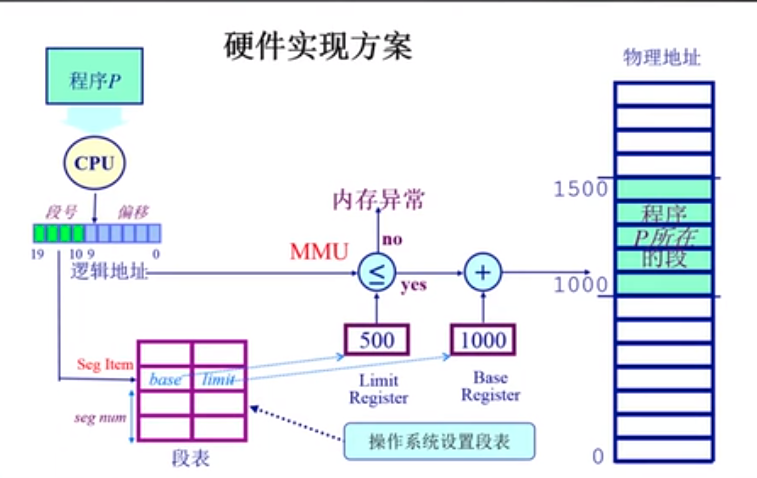 硬件实现方案
物理地址
程序P
CPU
段号 偏移
19 10 9 0
逻辑地址
内存异常
no
MMU
≤
yes
+
1500
程序
P所在
的段
1000
0
500
1000
Limit
Register
Base
Register
Seg Item
base limit
seg num
段表
操作系统设置段表